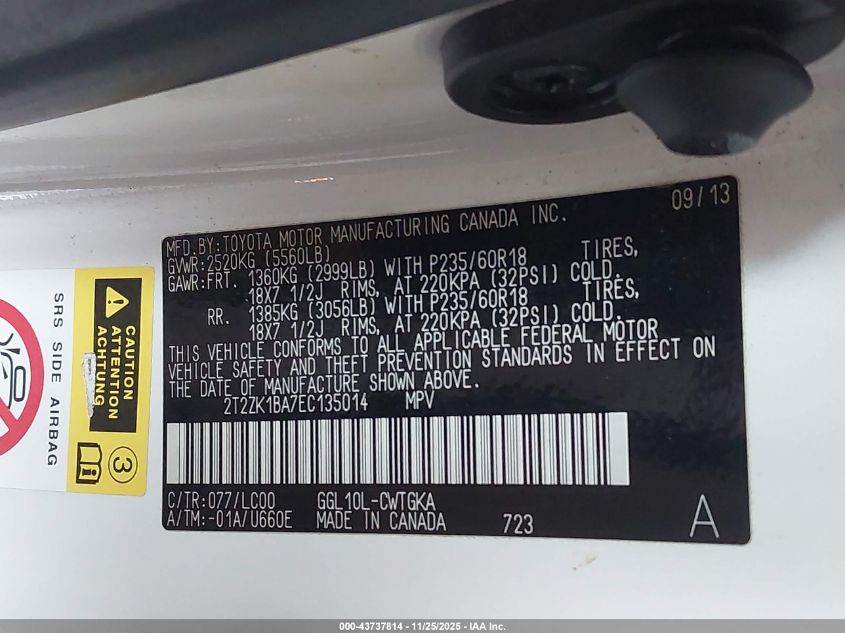 09/13
MFD.BY:TOYOTA MOTOR MANUFACTURING CANADA INC.
GVWR:2520KG (5560LB)
GAWR:FRT. 1360KG (2999LB) WITH P235/60R18 TIRES,
18X7 1/2J RIMS, AT 220KPA (32PSI) COLD.
RR. 1385KG (3056LB) WITH P235/60R18 TIRES,
18X7 1/2J RIMS, AT 220KPA (32PSI) COLD.
THIS VEHICLE CONFORMS TO ALL APPLICABLE FEDERAL MOTOR
VEHICLE SAFETY AND THEFT PREVENTION STANDARDS IN EFFECT ON
THE DATE OF MANUFACTURE SHOWN ABOVE.
2T2ZK1BA7EC135014 MPV
C/TR:077/LC00 GGL10L-CWTGKA
A/TM:-01A/U660E MADE IN CANADA 723 A
CAUTION
ATTENTION
ACHTUNG
3
i
SRS SIDE AIRBAG
000-43737814 - 11/25/2025 - IAA Inc.